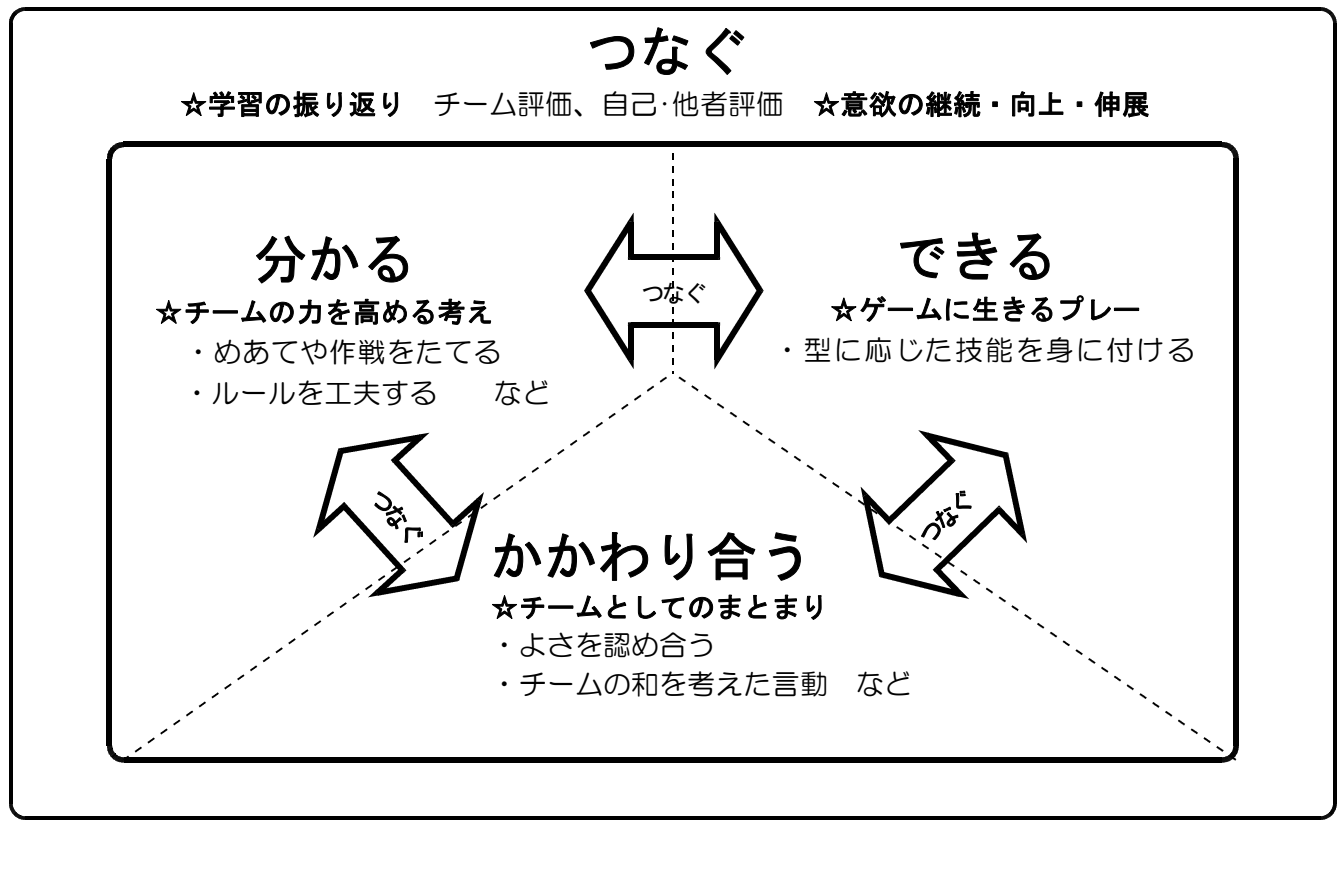 つなぐ
☆学習の振り返り　チーム評価、自己･他者評価　☆意欲の継続・向上・伸展
分かる
☆チームの力を高める考え
・めあてや作戦をたてる
・ルールを工夫する　　など
つなぐ
できる
☆ゲームに生きるプレー
・型に応じた技能を身に付ける
つなぐ
つなぐ
かかわり合う
☆チームとしてのまとまり
・よさを認め合う
・チームの和を考えた言動　など